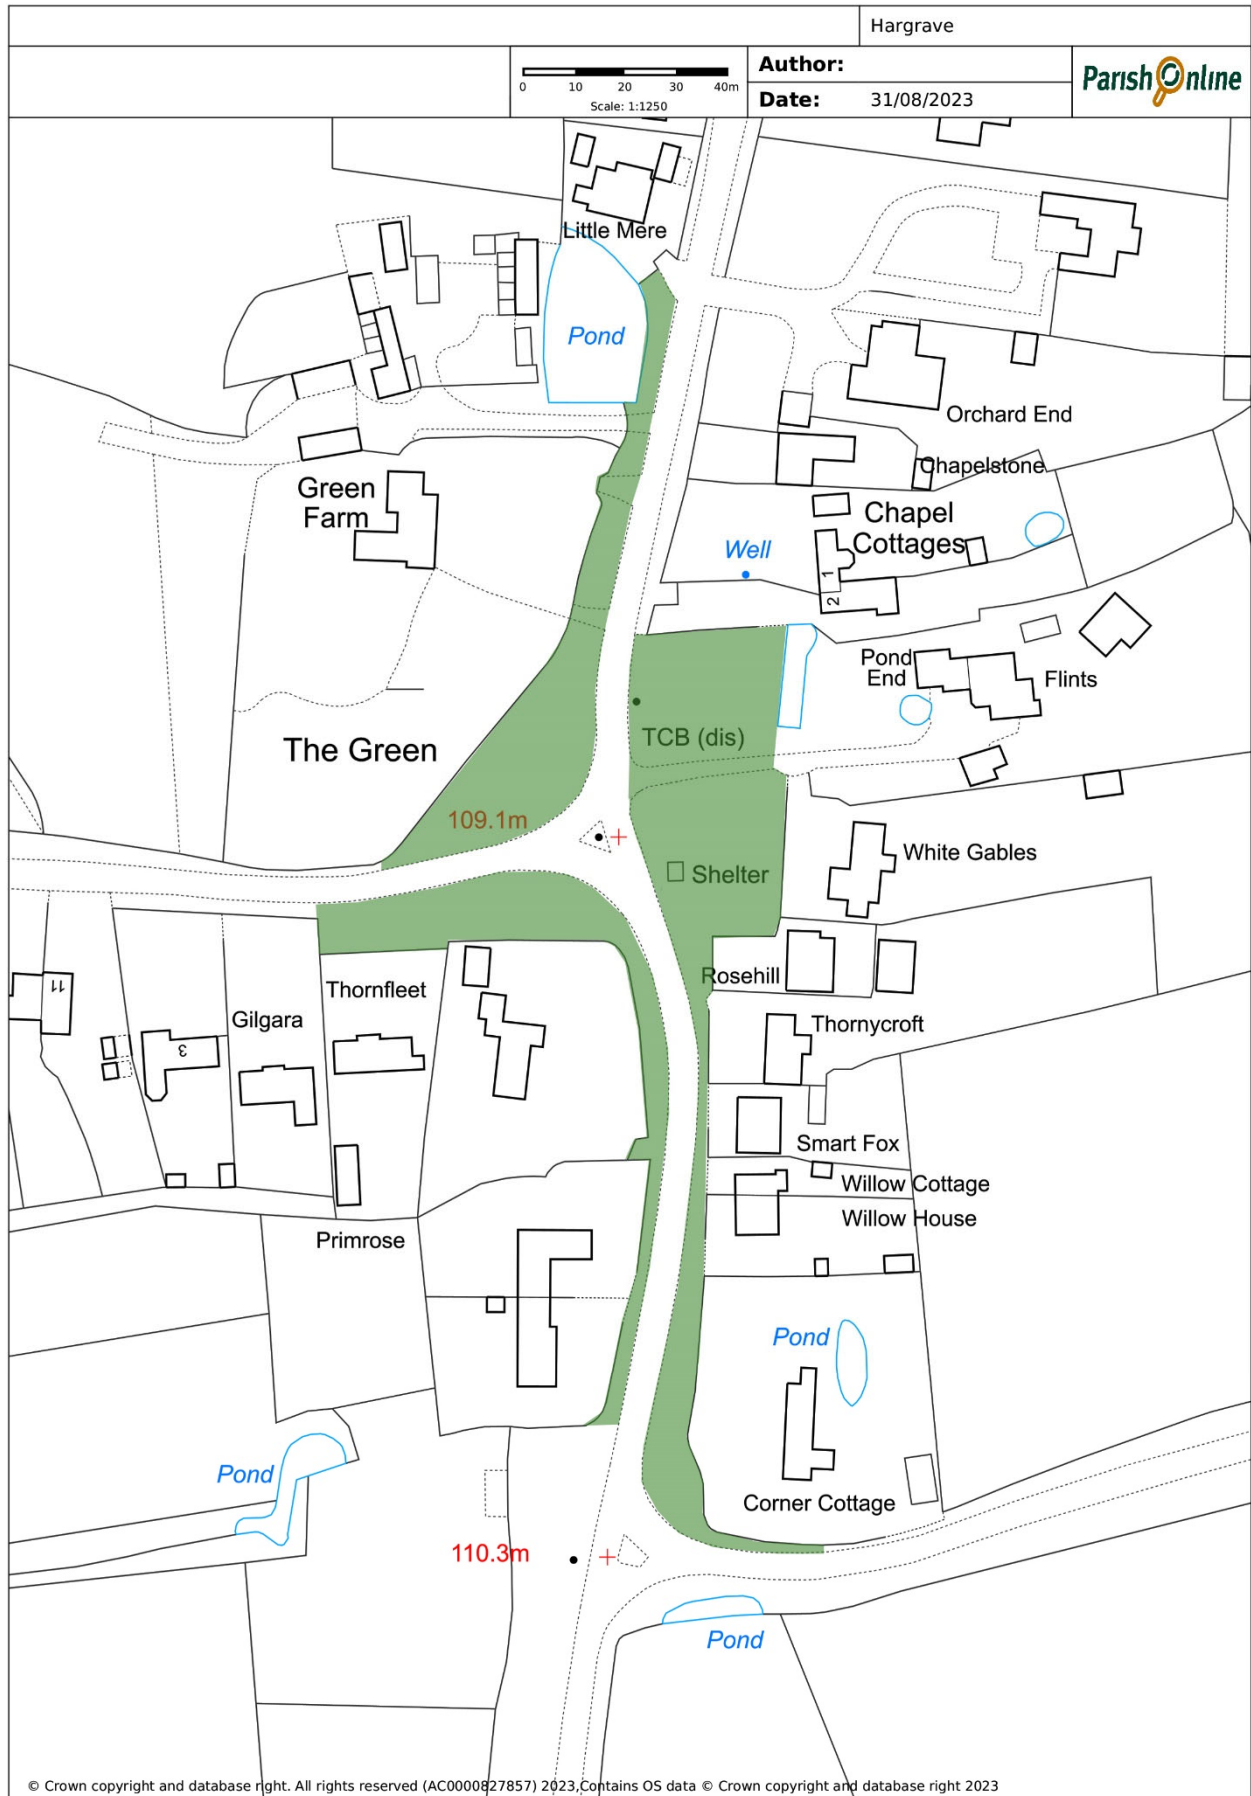 Hargrave
0 10 20 30 40m
Scale: 1:1250
Author:
Date: 31/08/2023
Parish Online
Little Mere
Pond
Orchard End
Chapelstone
Green
Farm
Chapel
Cottages
Well
1
2
Pond
End
Flints
TCB (dis)
The Green
109.1m
White Gables
Shelter
Rosehill
11
Thornfleet
Gilgara
Thornycroft
3
Smart Fox
Willow Cottage
Willow House
Primrose
Pond
Pond
Corner Cottage
110.3m
Pond
© Crown copyright and database right. All rights reserved (AC0000827857) 2023,Contains OS data © Crown copyright and database right 2023